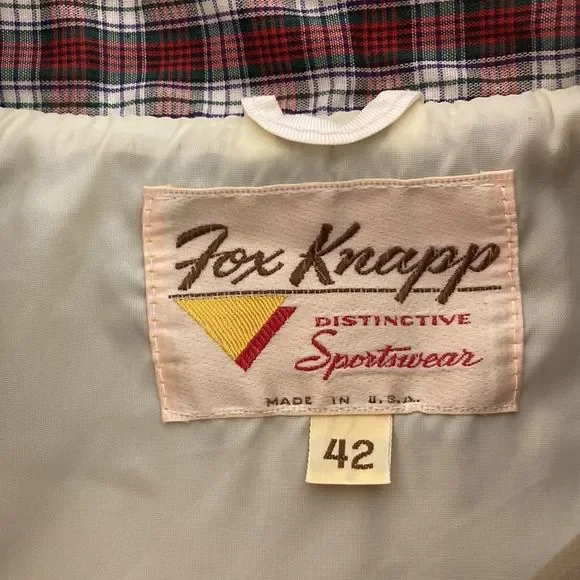 Fox Knapp
DISTINCTIVE
Sportswear
MADE IN U.S.A.
42